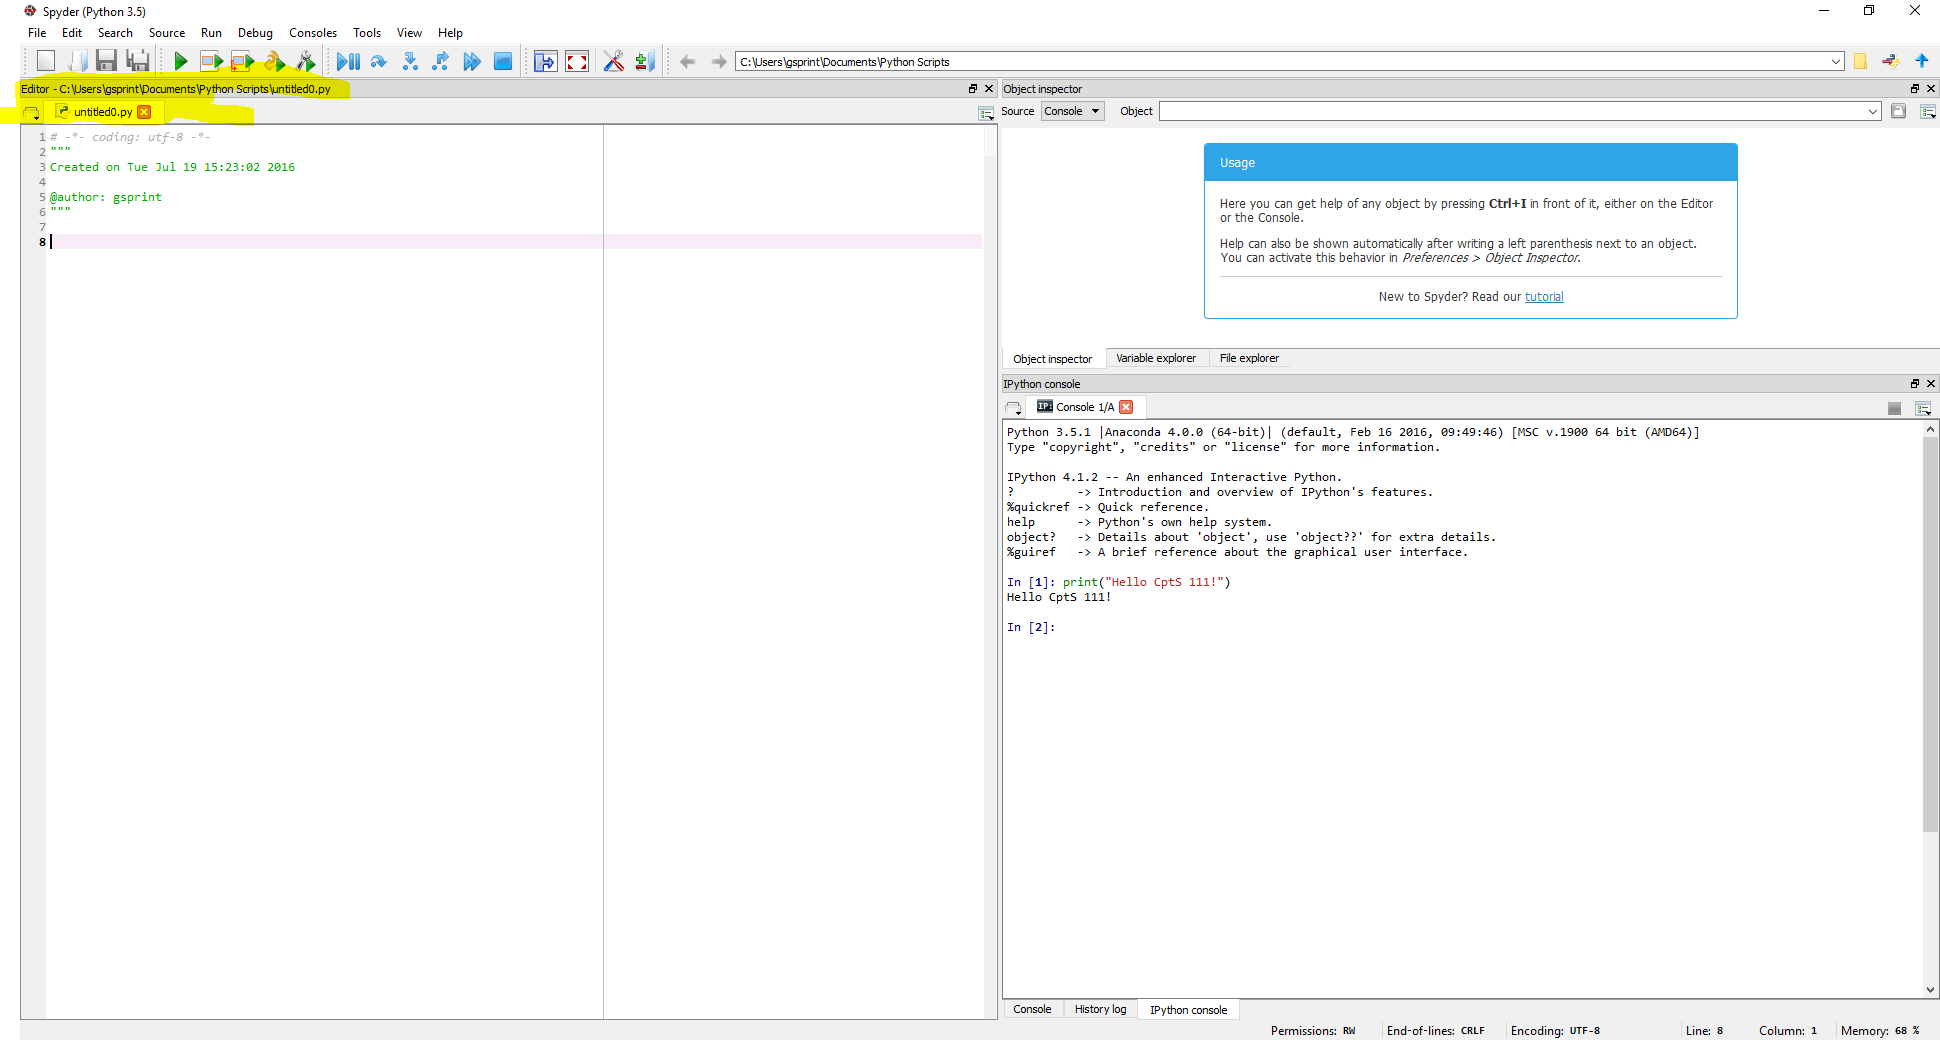 Spyder (Python 3.5)
File Edit Search Source Run Debug Consoles Tools View Help
C:\Users\gsprint\Documents\Python Scripts
Editor - C:\Users\gsprint\Documents\Python Scripts\untitled0.py
untitled0.py
1 # -*- coding: utf-8 -*-
2 """
3 Created on Tue Jul 19 15:23:02 2016
4
5 @author: gsprint
6 """
7
8
Object inspector
Source Console Object
Usage
Here you can get help of any object by pressing Ctrl+I in front of it, either on the Editor
or the Console.
Help can also be shown automatically after writing a left parenthesis next to an object.
You can activate this behavior in Preferences > Object Inspector.
New to Spyder? Read our tutorial
Object inspector Variable explorer File explorer
IPython console
IP: Console 1/A
Python 3.5.1 |Anaconda 4.0.0 (64-bit)| (default, Feb 16 2016, 09:49:46) [MSC v.1900 64 bit (AMD64)]
Type "copyright", "credits" or "license" for more information.
IPython 4.1.2 -- An enhanced Interactive Python.
? -> Introduction and overview of IPython's features.
%quickref -> Quick reference.
help -> Python's own help system.
object? -> Details about 'object', use 'object??' for extra details.
%guiref -> A brief reference about the graphical user interface.
In [1]: print("Hello CptS 111!")
Hello CptS 111!
In [2]:
Console History log IPython console
Permissions: RW End-of-lines: CRLF Encoding: UTF-8 Line: 8 Column: 1 Memory: 68 %